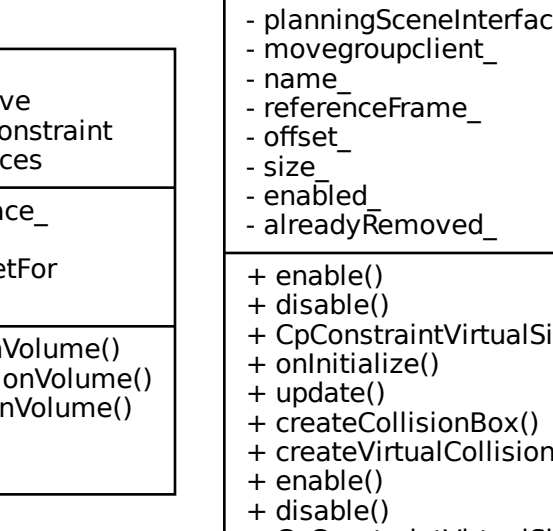 ve
onstraint
ces
ace_
etFor
nVolume()
ionVolume()
nVolume()
- planningSceneInterfac
- movegroupclient_
- name_
- referenceFrame_
- offset_
- size_
- enabled_
- alreadyRemoved_
+ enable()
+ disable()
+ CpConstraintVirtualSi
+ onInitialize()
+ update()
+ createCollisionBox()
+ createVirtualCollision
+ enable()
+ disable()